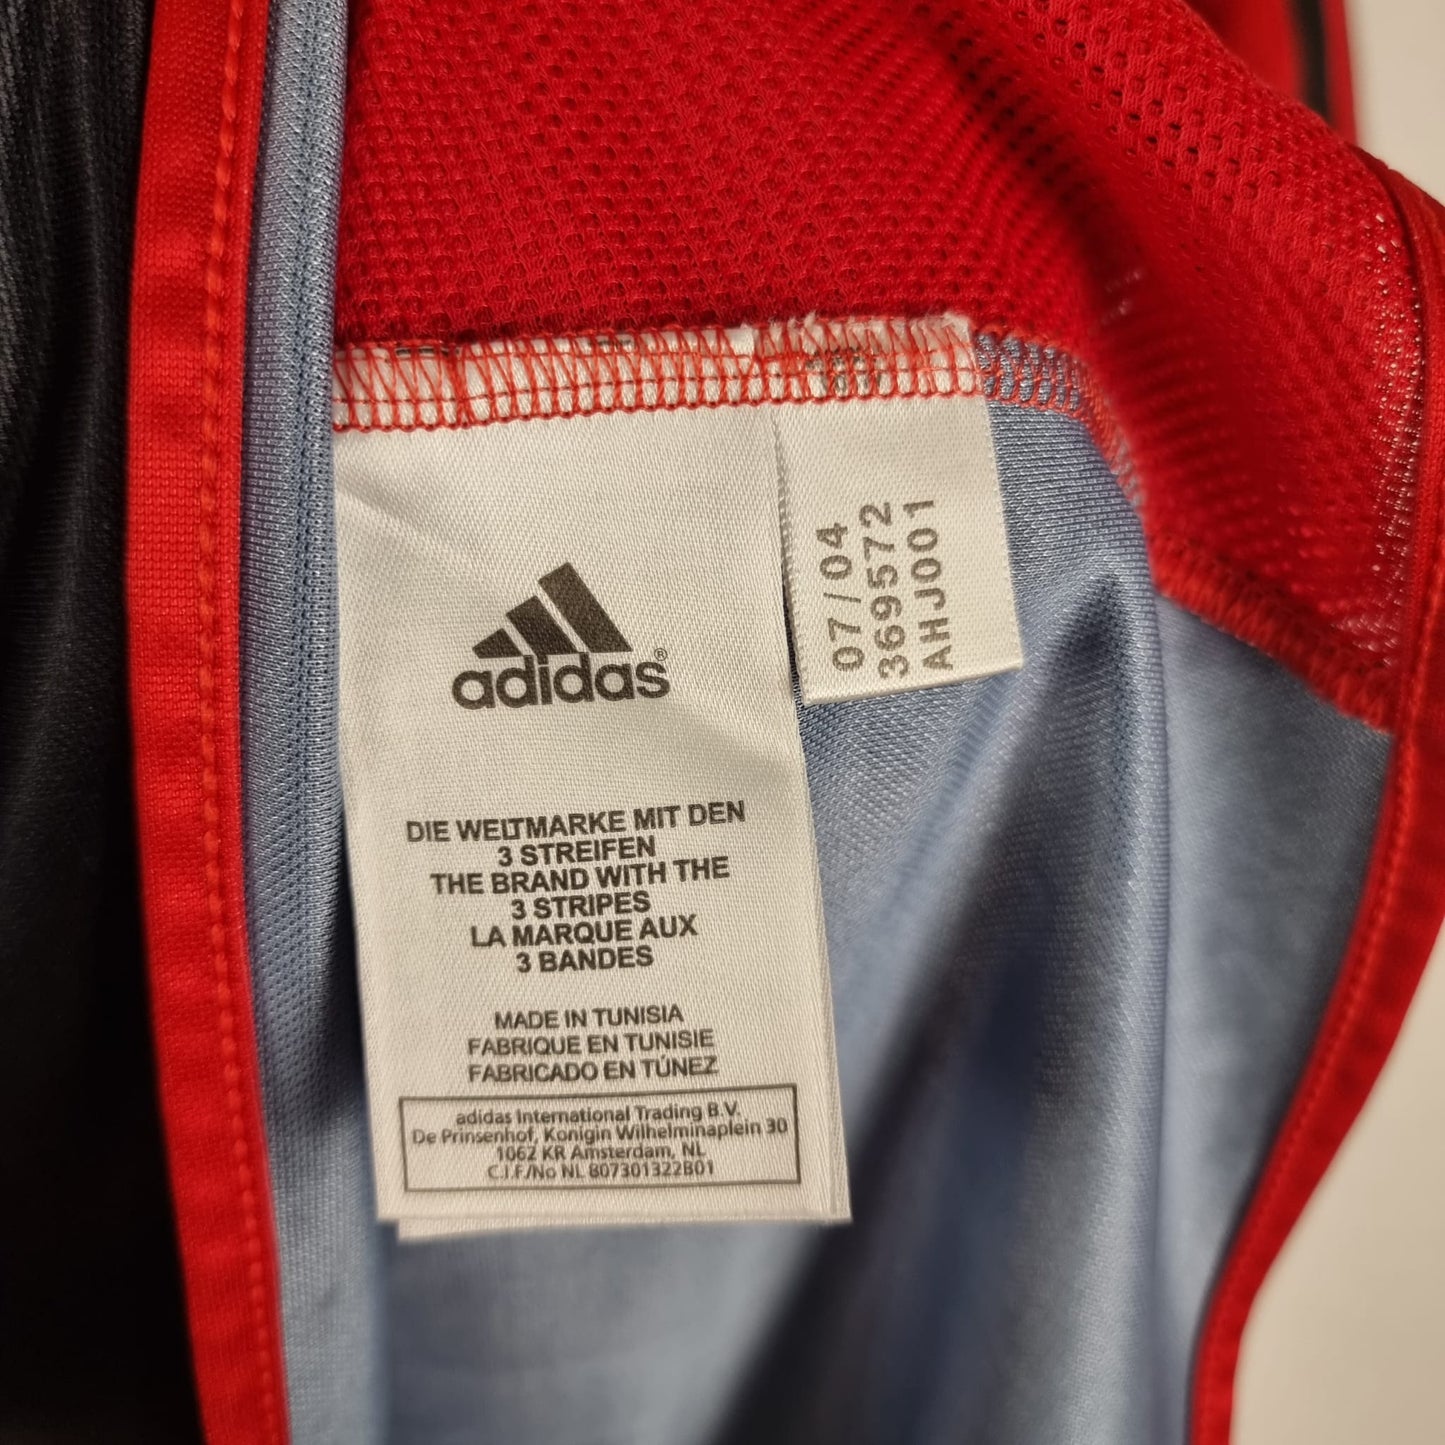 adidas®
DIE WELTMARKE MIT DEN
3 STREIFEN
THE BRAND WITH THE
3 STRIPES
LA MARQUE AUX
3 BANDES
MADE IN TUNISIA
FABRIQUE EN TUNISIE
FABRICADO EN TÚNEZ
adidas International Trading B.V.
De Prinsenhof, Konigin Wilhelminaplein 30
1062 KR Amsterdam, NL
C.I.F./No NL 807301322B01
07/04
369572
AHJ001